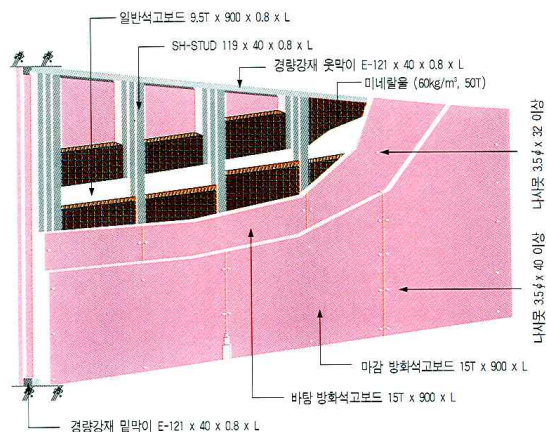 일반석고보드 9.5T x 900 x 0.8 x L
SH-STUD 119 x 40 x 0.8 x L
경량강재 윗막이 E-121 x 40 x 0.8 x L
미네랄울 (60kg/m³, 50T)
나사못 3.5∮ x 32 이상
나사못 3.5∮ x 40 이상
마감 방화석고보드 15T x 900 x L
바탕 방화석고보드 15T x 900 x L
경량강재 밑막이 E-121 x 40 x 0.8 x L